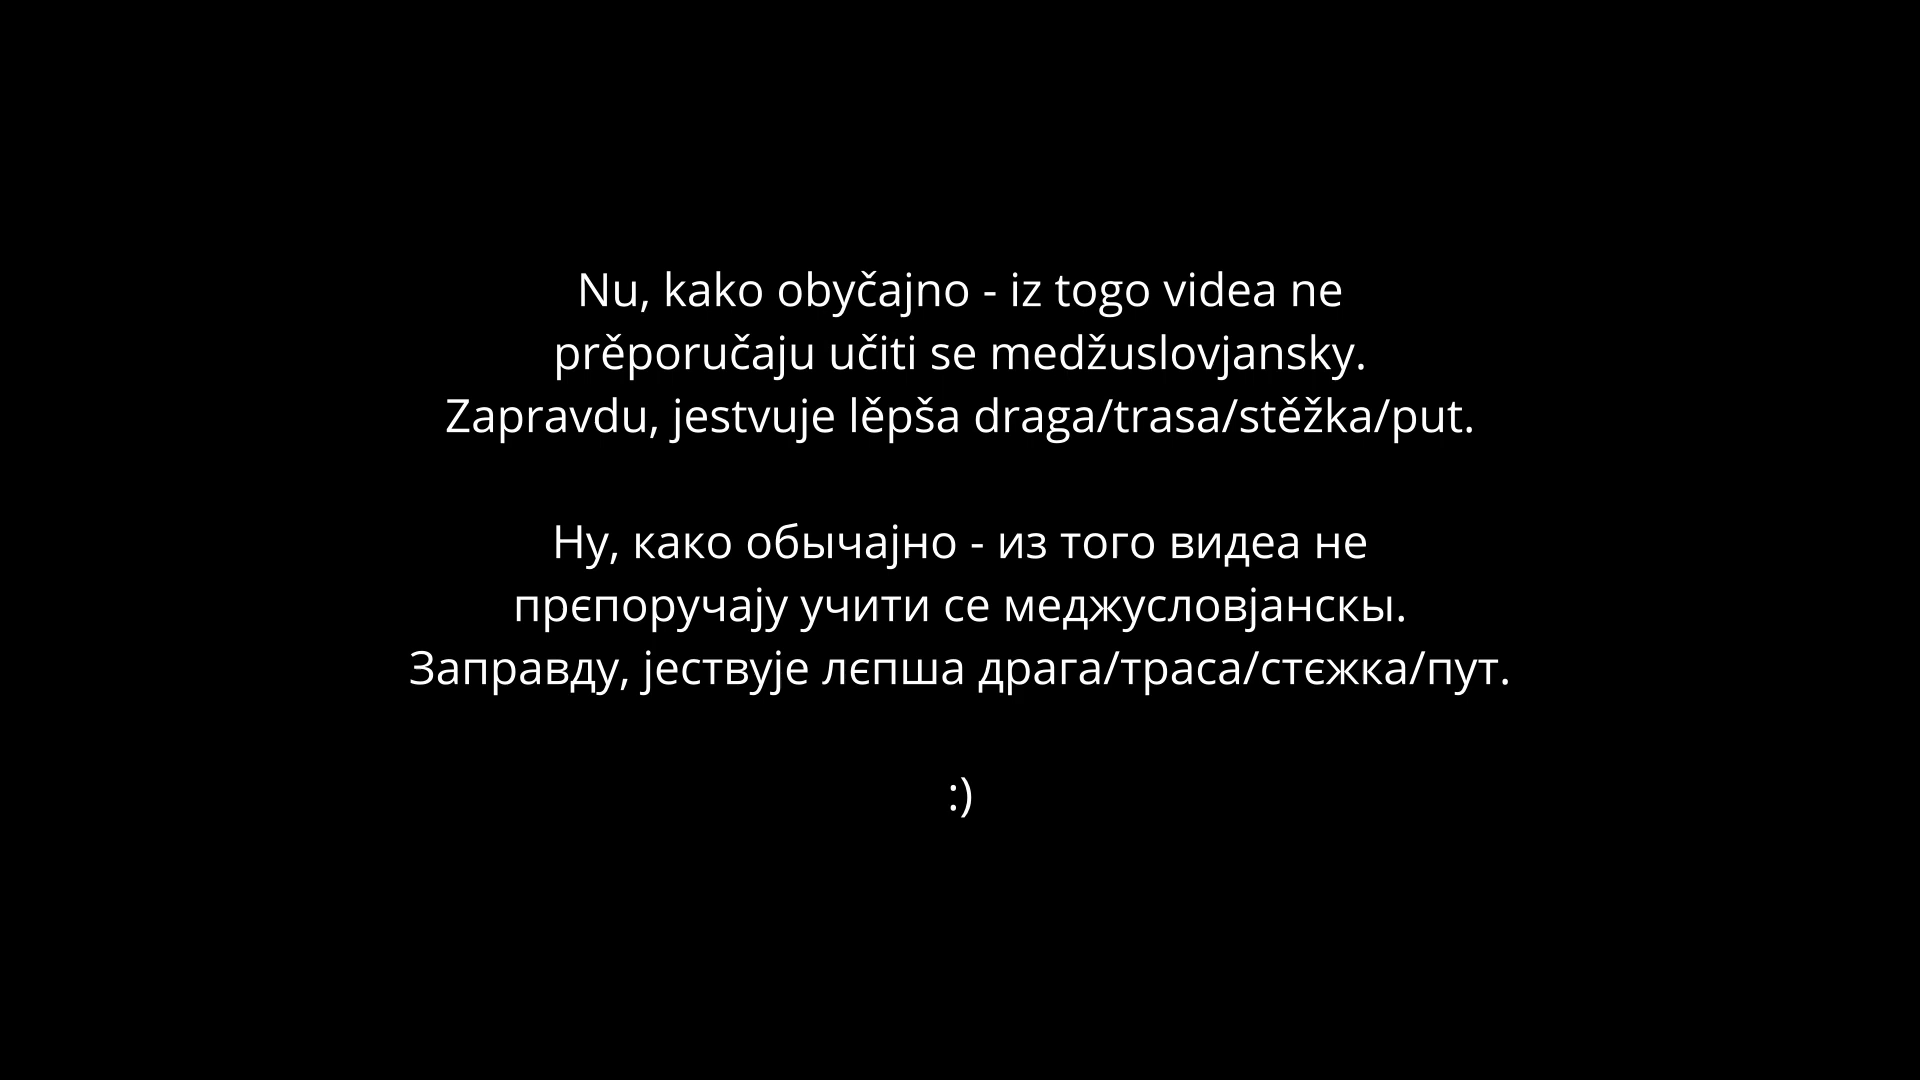 Nu, kako obyčajno - iz togo videa ne
prěporučaju učiti se medžuslovjansky.
Zapravdu, jestvuje lěpša draga/trasa/stěžka/put.
Ну, како обычајно - из того видеа не
прєпоручају учити се меджусловјанскы.
Заправду, јествује лєпша драга/траса/стєжка/пут.
:)